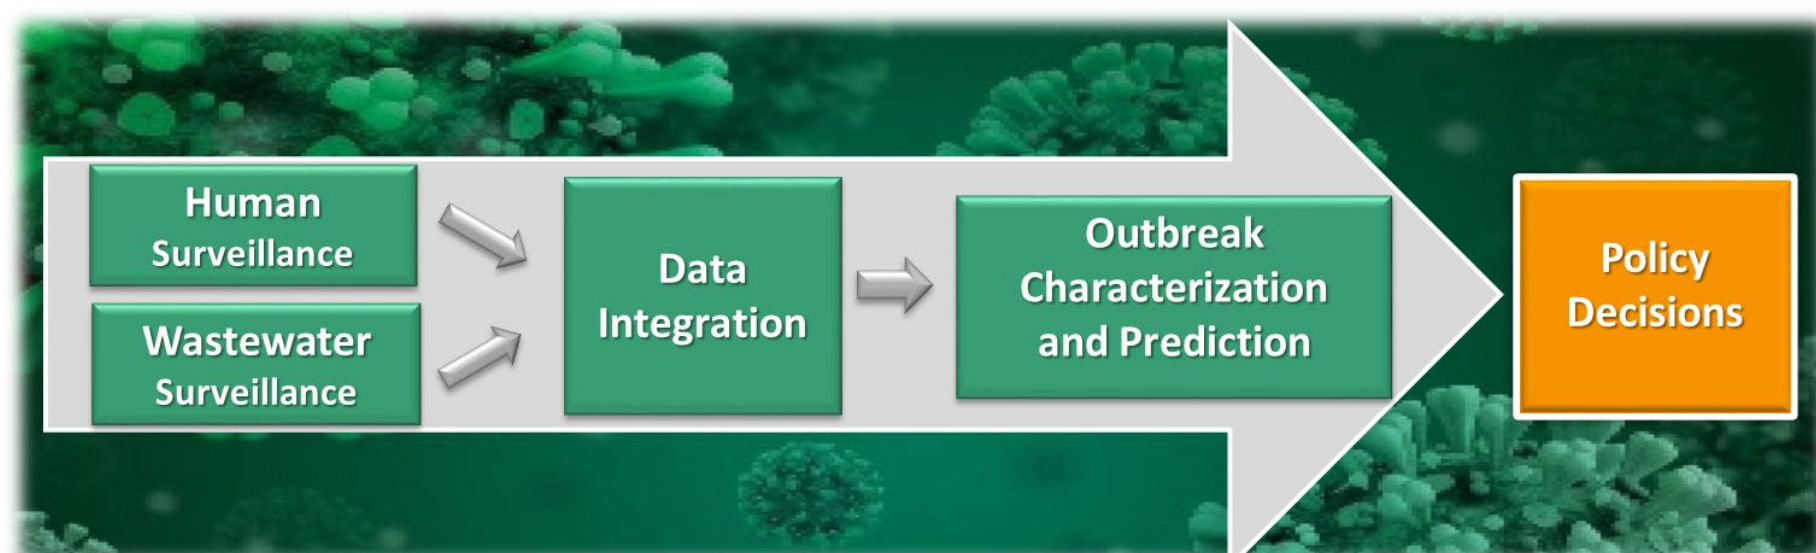 Human
Surveillance
Wastewater
Surveillance
Data
Integration
Outbreak
Characterization
and Prediction
Policy
Decisions